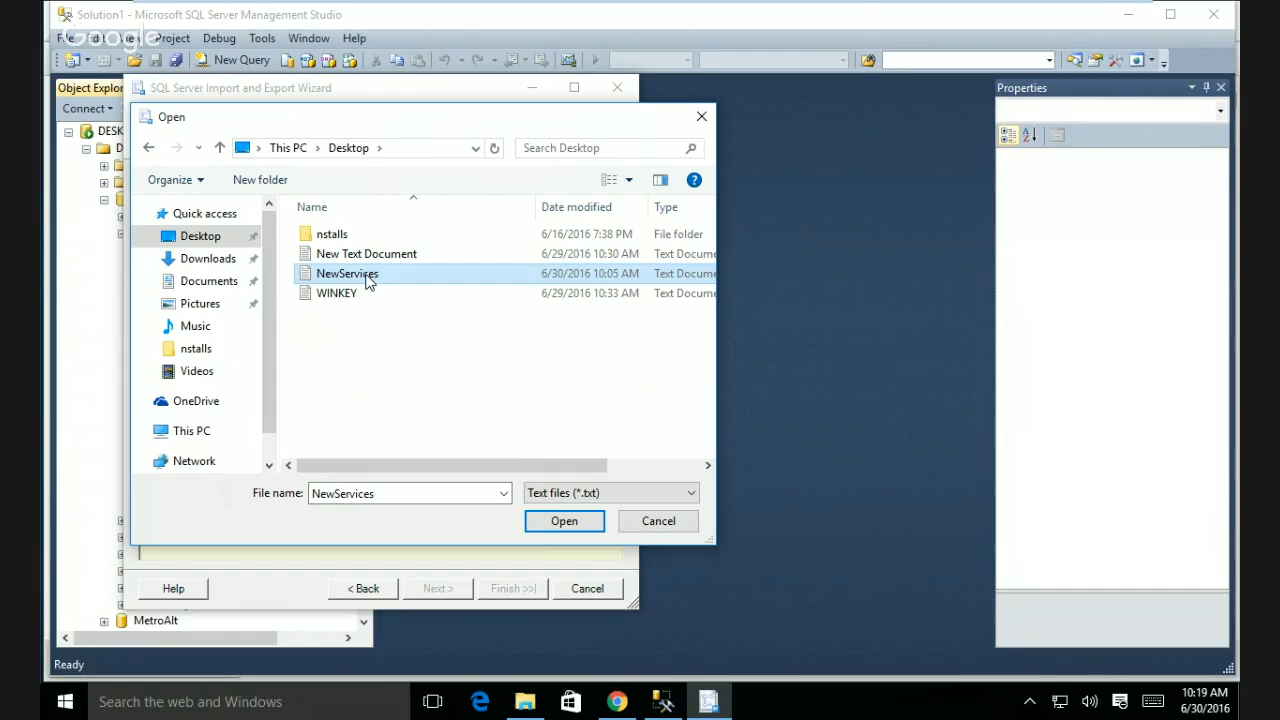 Solution1 - Microsoft SQL Server Management Studio
Google
Project Debug Tools Window Help
New Query
Object Explor
SQL Server Import and Export Wizard
Properties
Connect
Open
DESK
D
This PC > Desktop >
Search Desktop
Organize
New folder
Name
Date modified
Type
Quick access
Desktop
Downloads
Documents
Pictures
Music
nstalls
Videos
OneDrive
This PC
Network
nstalls 6/16/2016 7:38 PM File folder
New Text Document 6/29/2016 10:30 AM Text Docume
NewServices 6/30/2016 10:05 AM Text Docume
WINKEY 6/29/2016 10:33 AM Text Docume
File name: NewServices Text files (*.txt)
Open Cancel
Help < Back Next > Finish >>| Cancel
MetroAlt
Ready
Search the web and Windows
10:19 AM
6/30/2016